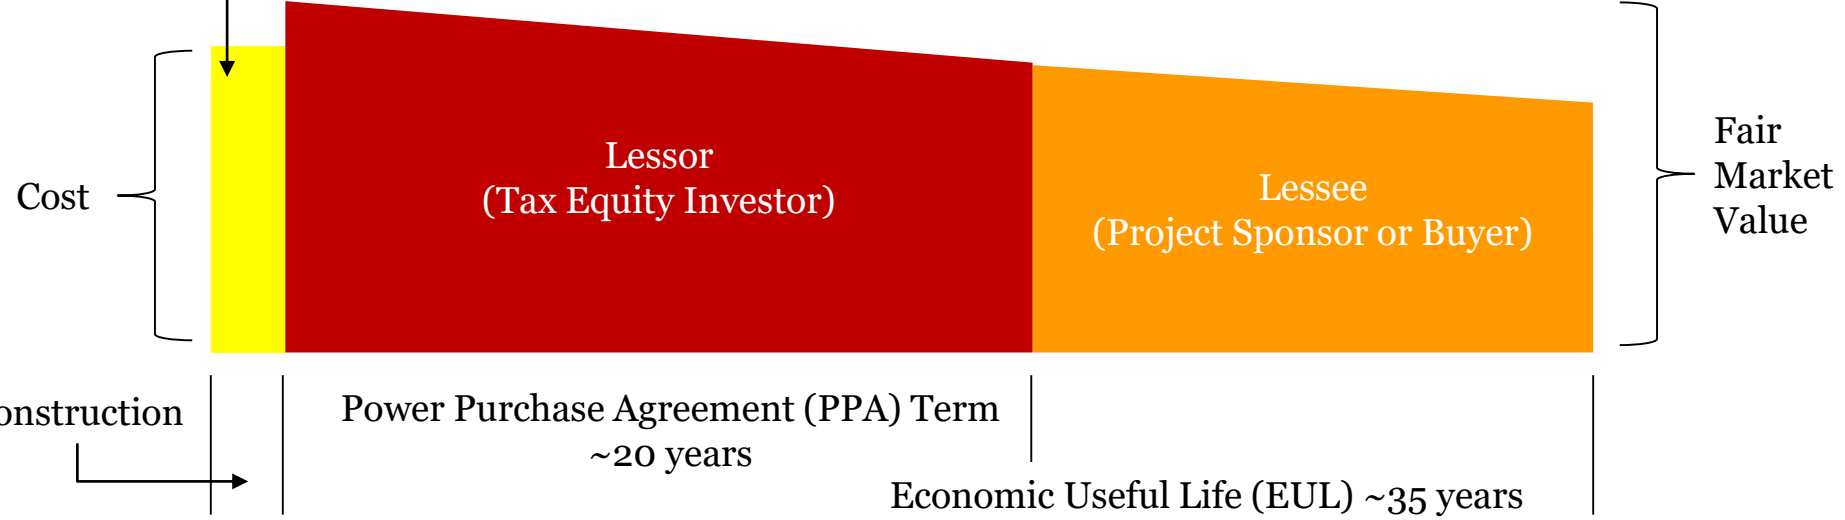 Cost
Lessor
(Tax Equity Investor)
Lessee
(Project Sponsor or Buyer)
Fair
Market
Value
onstruction
Power Purchase Agreement (PPA) Term
~20 years
Economic Useful Life (EUL) ~35 years